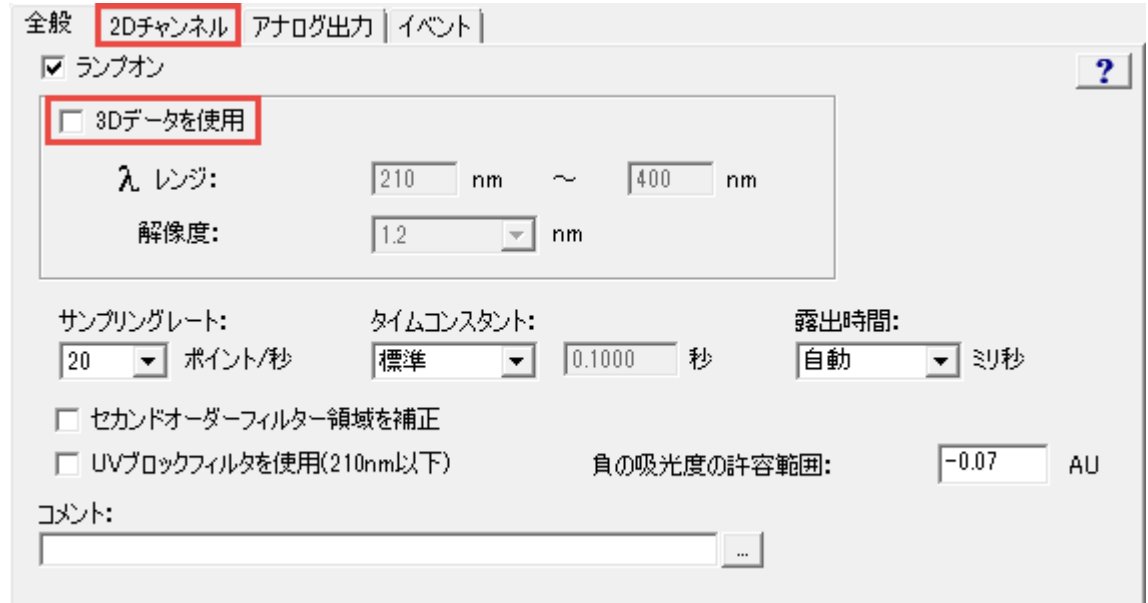 全般 2Dチャンネル アナログ出力 イベント
ランプオン ?
3Dデータを使用
λ レンジ: 210 nm ～ 400 nm
解像度: 1.2 nm
サンプリングレート: タイムコンスタント: 露出時間:
20 ポイント/秒 標準 0.1000 秒 自動 ミリ秒
セカンドオーダーフィルター領域を補正
UVブロックフィルタを使用(210nm以下) 負の吸光度の許容範囲: -0.07 AU
コメント:
...